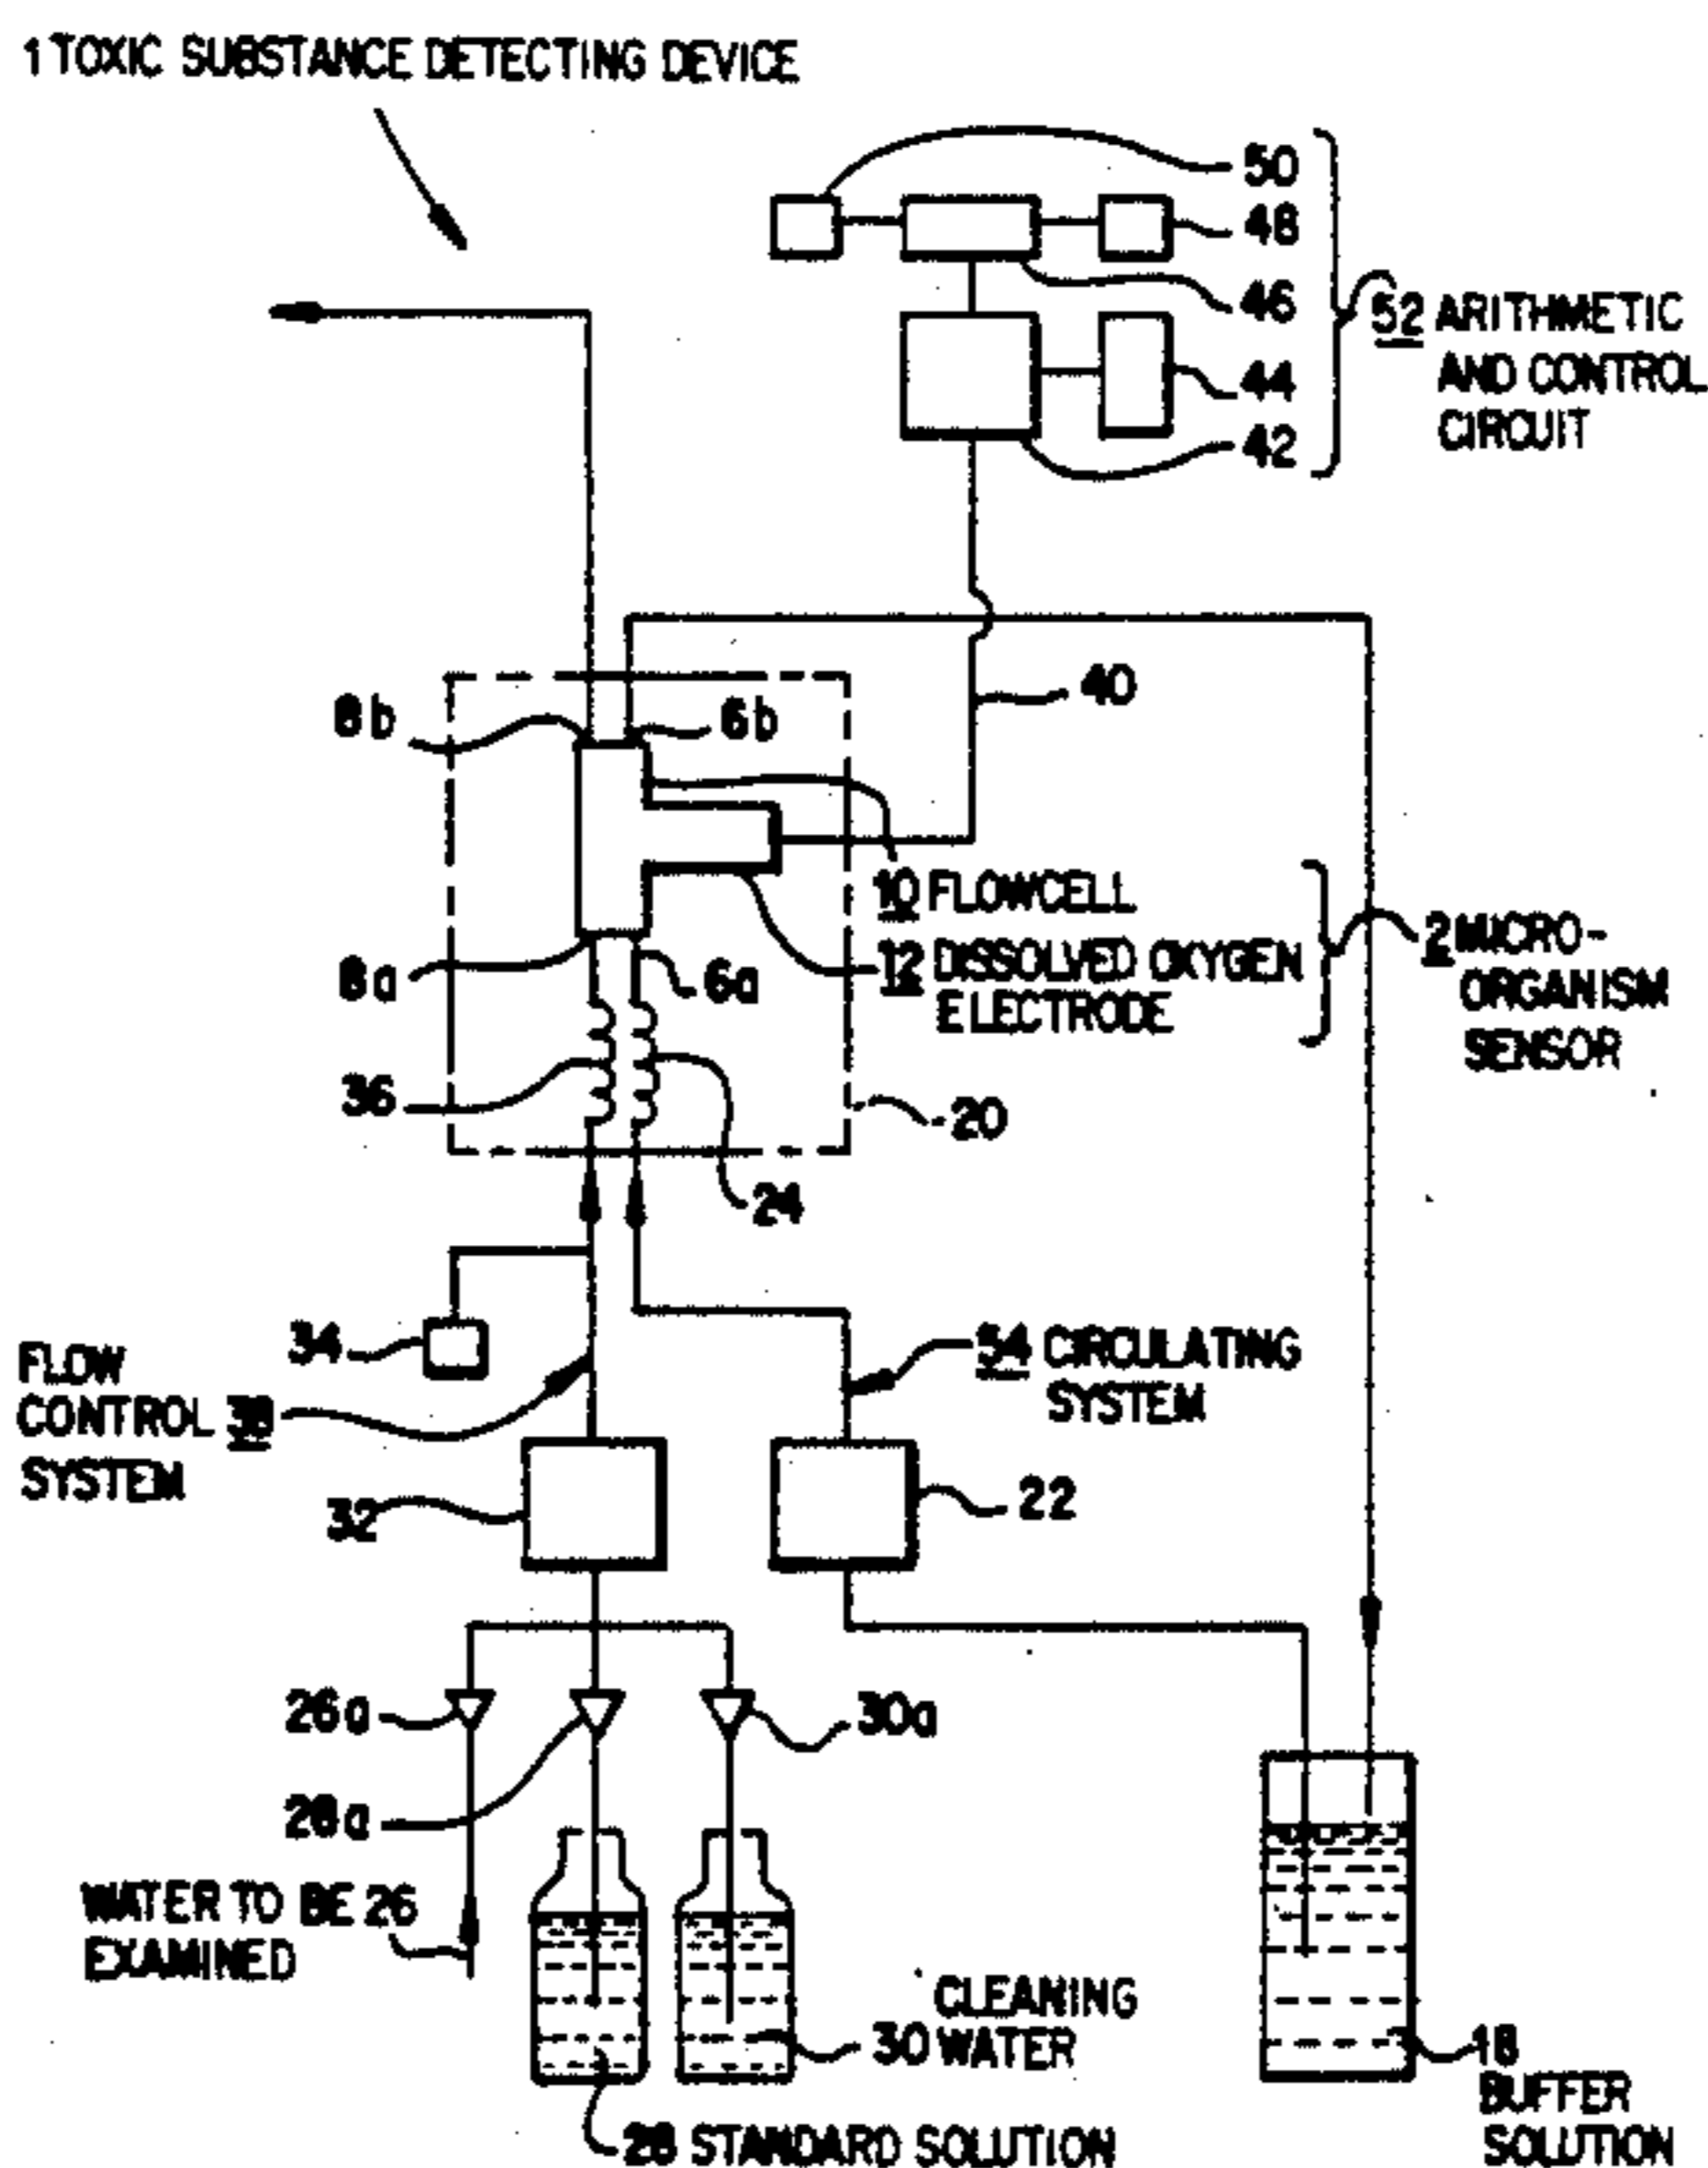 1 TOXIC SUBSTANCE DETECTING DEVICE
50
48
46
52 ARITHMETIC
AND CONTROL
CIRCUIT
44
42
40
8b
6b
10 FLOWCELL
12 DISSOLVED OXYGEN
ELECTRODE
2 MICRO-
ORGANISM
SENSOR
8a
6a
36
20
24
34
FLOW
CONTROL 38
SYSTEM
54 CIRCULATING
SYSTEM
32
22
26a
30a
28a
WATER TO BE 26
EXAMINED
CLEANING
30 WATER
18
BUFFER
SOLUTION
28 STANDARD SOLUTION